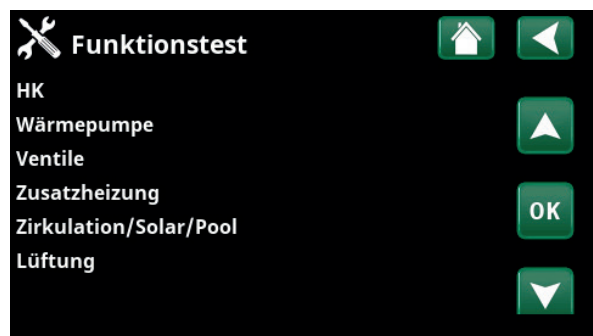 Funktionstest
HK
Wärmepumpe
Ventile
Zusatzheizung
Zirkulation/Solar/Pool
Lüftung
OK